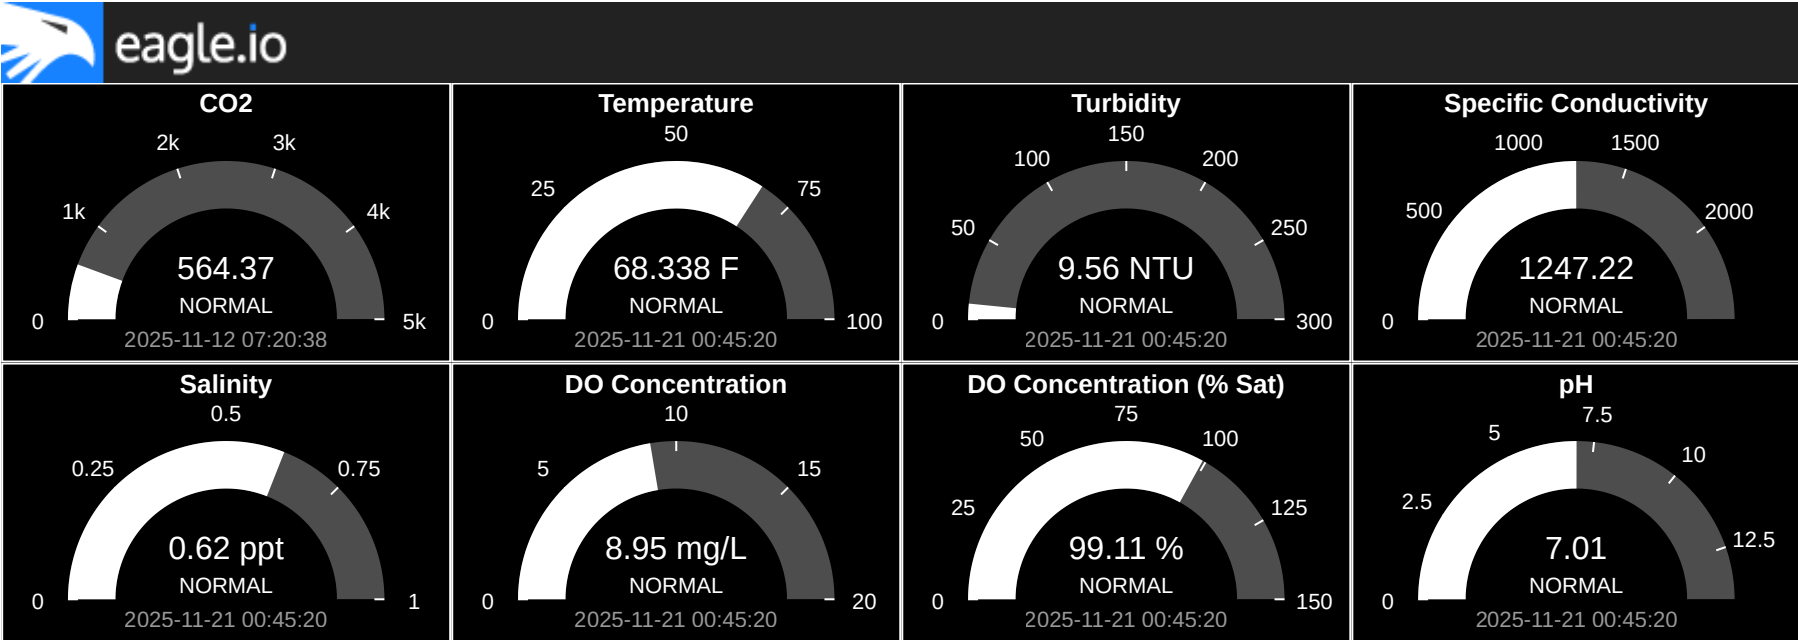 eagle.io
CO2
2k 3k
1k 4k
564.37
NORMAL
0 5k
2025-11-12 07:20:38
Temperature
50
25 75
68.338 F
NORMAL
0 100
2025-11-21 00:45:20
Turbidity
150
100 200
50 250
9.56 NTU
NORMAL
0 300
2025-11-21 00:45:20
Specific Conductivity
1000 1500
500 2000
1247.22
NORMAL
0
2025-11-21 00:45:20
Salinity
0.5
0.25 0.75
0.62 ppt
NORMAL
0 1
2025-11-21 00:45:20
DO Concentration
10
5 15
8.95 mg/L
NORMAL
0 20
2025-11-21 00:45:20
DO Concentration (% Sat)
75
50 100
25 125
99.11 %
NORMAL
0 150
2025-11-21 00:45:20
pH
7.5
5 10
2.5 12.5
7.01
NORMAL
0
2025-11-21 00:45:20